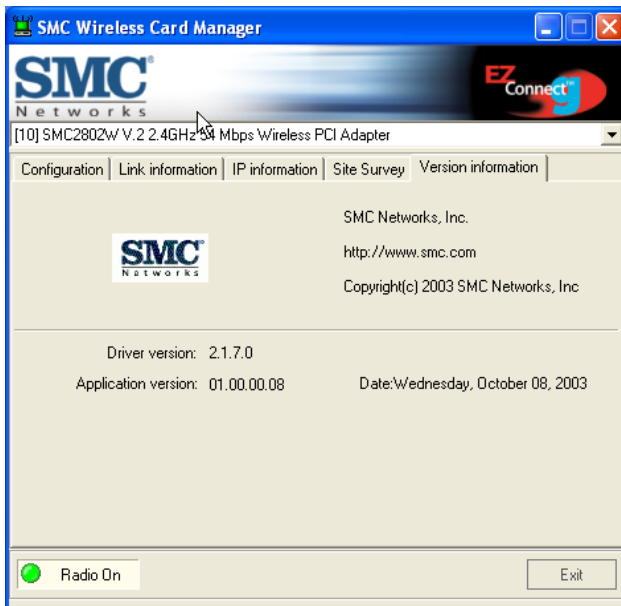 SMC Wireless Card Manager
SMC®
Networks
EZ Connect™ g
[10] SMC2802W V.2 2.4GHz 54 Mbps Wireless PCI Adapter
Configuration Link information IP information Site Survey Version information
SMC Networks, Inc.
SMC®
Networks
http://www.smc.com
Copyright(c) 2003 SMC Networks, Inc
Driver version: 2.1.7.0
Application version: 01.00.00.08 Date:Wednesday, October 08, 2003
Radio On Exit